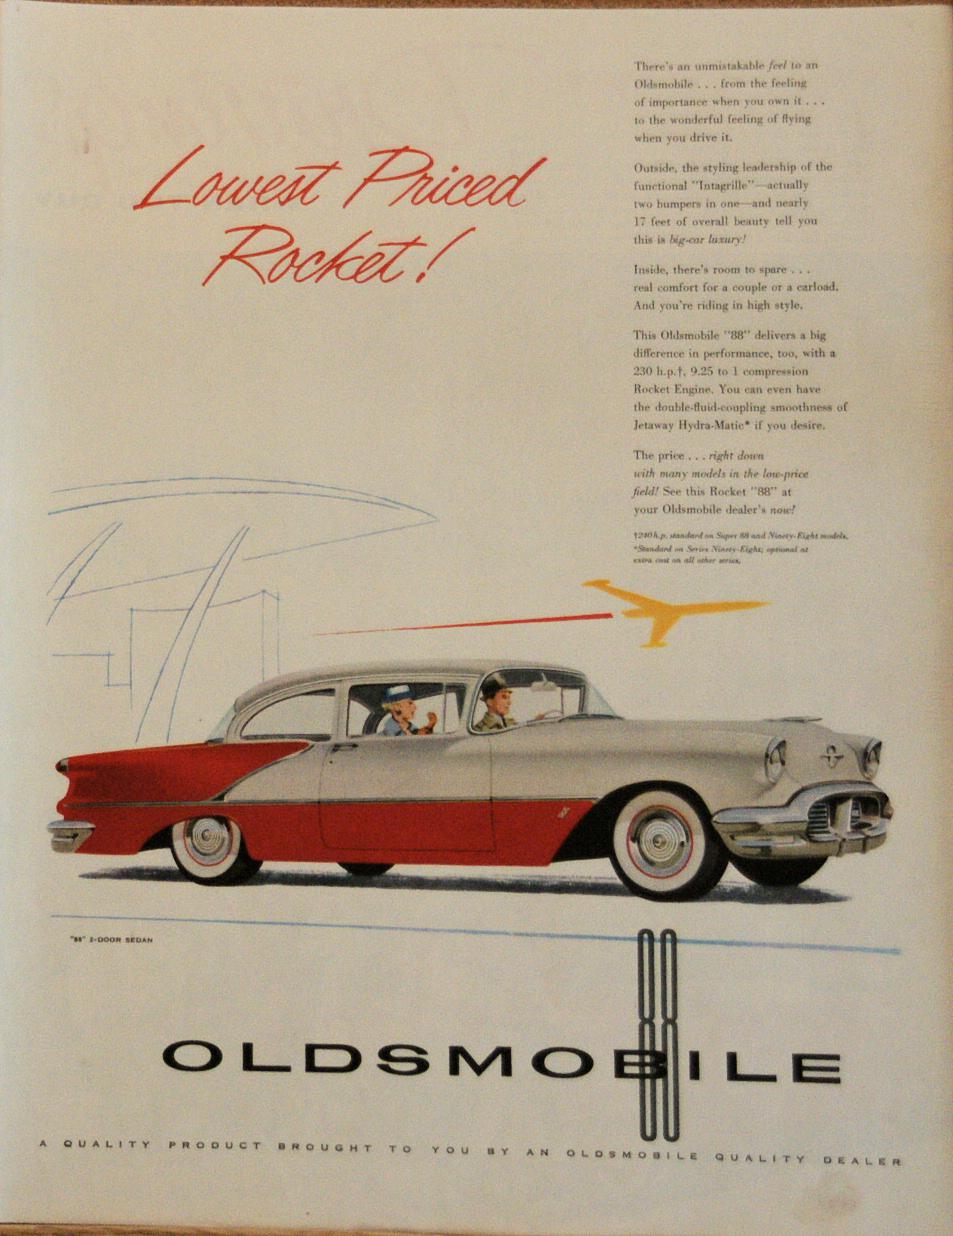 Lowest Priced
Rocket!
There's an unmistakable feel to an
Oldsmobile . . . from the feeling
of importance when you own it . . .
to the wonderful feeling of flying
when you drive it.
Outside, the styling leadership of the
functional "Intagrille"—actually
two bumpers in one—and nearly
17 feet of overall beauty tell you
this is big-car luxury!
Inside, there's room to spare . . .
real comfort for a couple or a carload.
And you're riding in high style.
This Oldsmobile "88" delivers a big
difference in performance, too, with a
230 h.p.†, 9.25 to 1 compression
Rocket Engine. You can even have
the double-fluid-coupling smoothness of
Jetaway Hydra-Matic* if you desire.
The price . . . right down
with many models in the low-price
field! See this Rocket "88" at
your Oldsmobile dealer's now!
†240 h.p. standard on Super 88 and Ninety-Eight models.
*Standard on Series Ninety-Eight; optional at
extra cost on all other series.
"88" 2-DOOR SEDAN
88
OLDSMOBILE
A QUALITY PRODUCT BROUGHT TO YOU BY AN OLDSMOBILE QUALITY DEALER